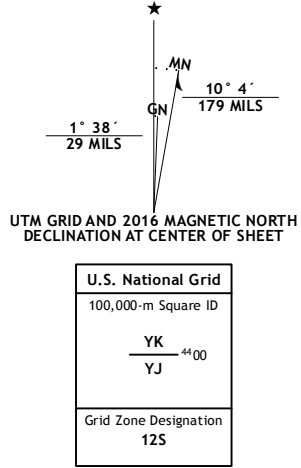 ★
MN
10° 4´
179 MILS
GN
1° 38´
29 MILS
UTM GRID AND 2016 MAGNETIC NORTH
DECLINATION AT CENTER OF SHEET
U.S. National Grid
100,000-m Square ID
YK
4400
YJ
Grid Zone Designation
12S